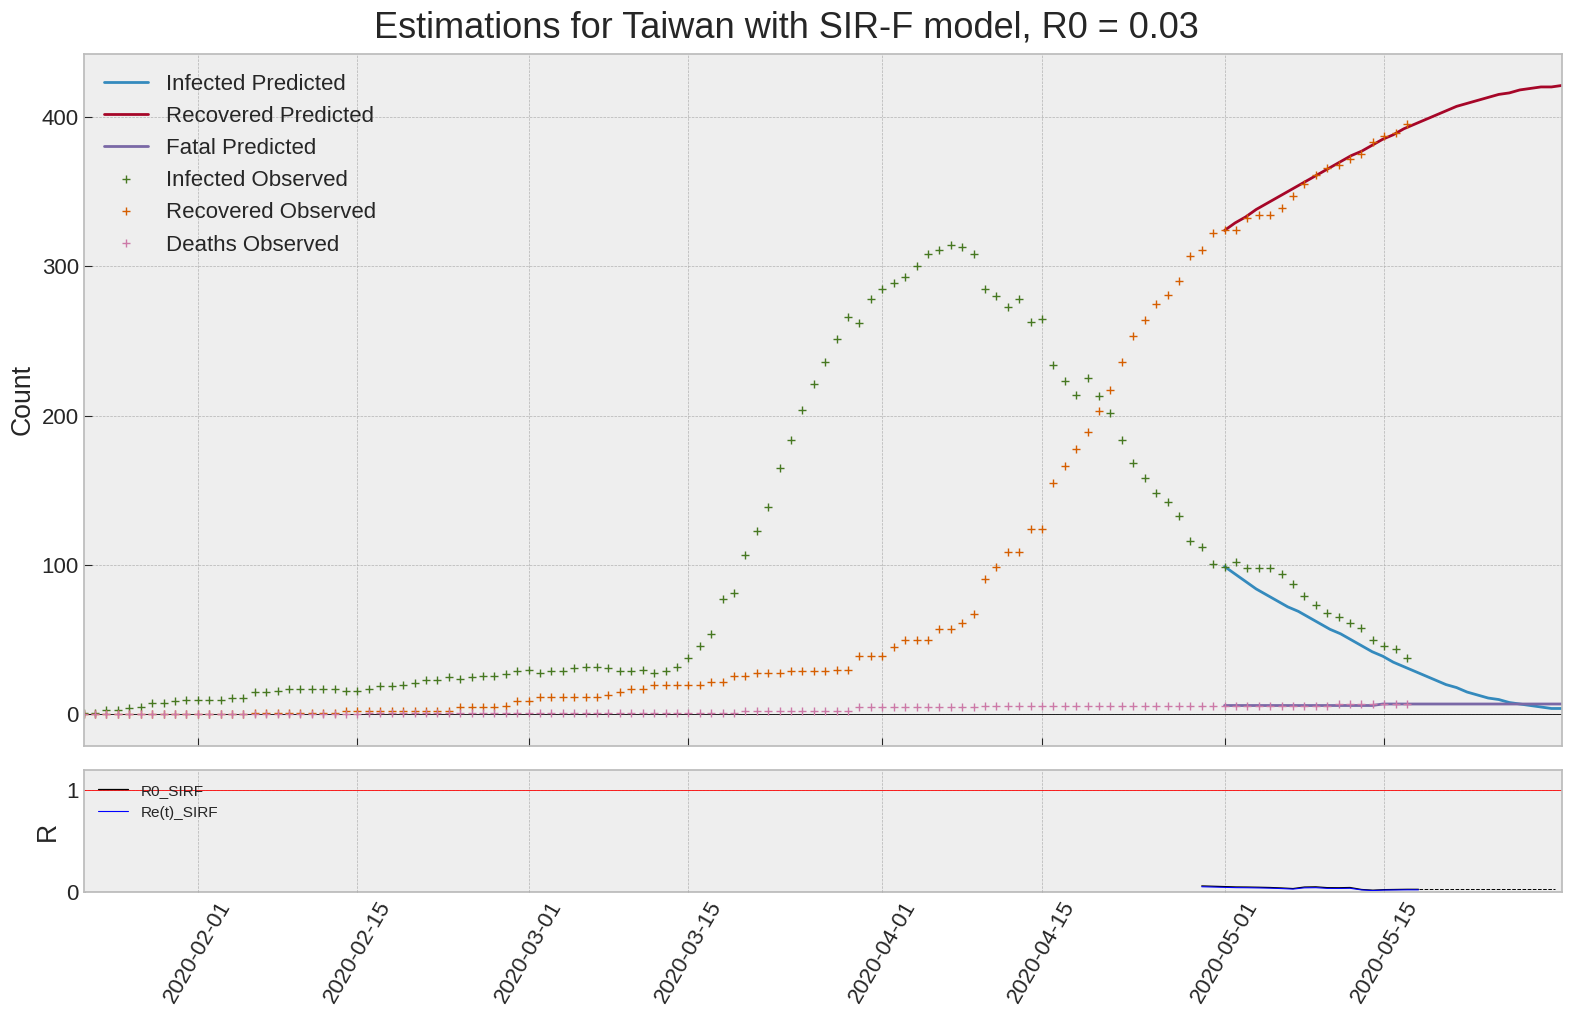 Estimations for Taiwan with SIR-F model, R0 = 0.03
Infected Predicted
Recovered Predicted
Fatal Predicted
Infected Observed
Recovered Observed
Deaths Observed
400
300
200
100
0
Count
R0_SIRF
Re(t)_SIRF
1
0
R
2020-02-01
2020-02-15
2020-03-01
2020-03-15
2020-04-01
2020-04-15
2020-05-01
2020-05-15